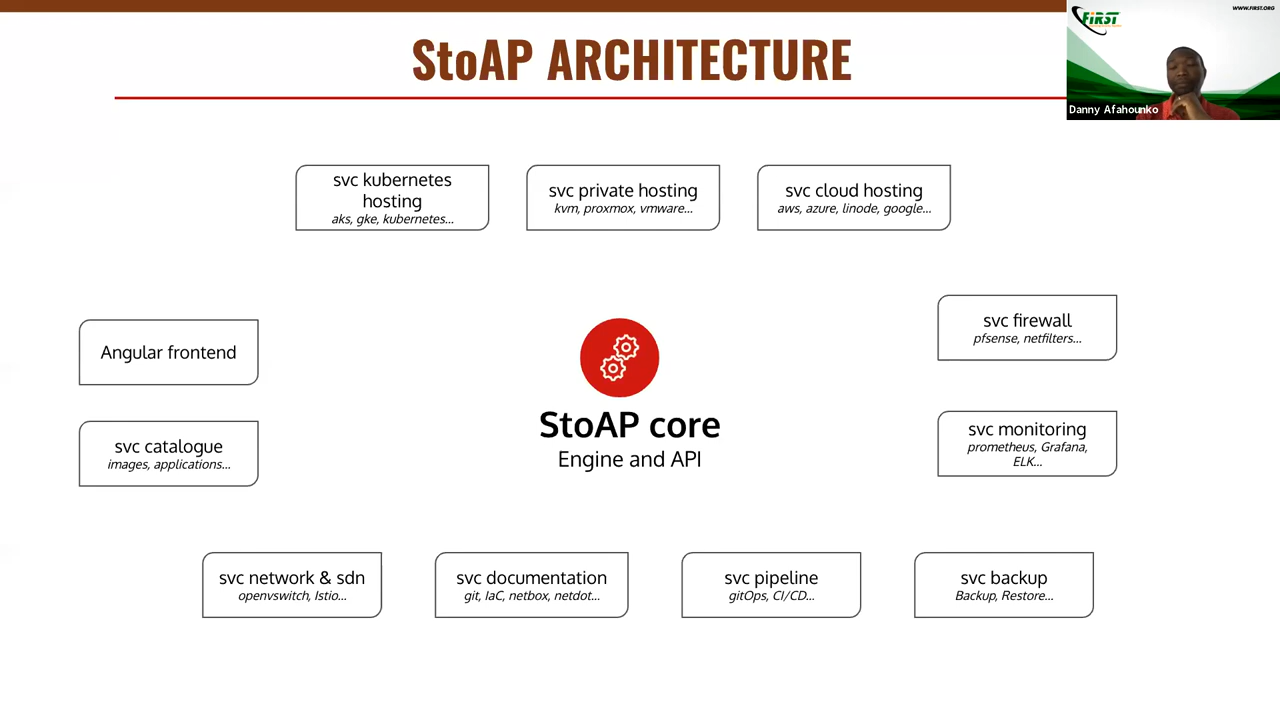 StoAP ARCHITECTURE
WWW.FIRST.ORG
FiRST
Danny Afahounko
svc kubernetes
hosting
aks, gke, kubernetes...
svc private hosting
kvm, proxmox, vmware...
svc cloud hosting
aws, azure, linode, google...
Angular frontend
svc catalogue
images, applications...
StoAP core
Engine and API
svc firewall
pfsense, netfilters...
svc monitoring
prometheus, Grafana,
ELK...
svc network & sdn
openvswitch, Istio...
svc documentation
git, IaC, netbox, netdot...
svc pipeline
gitOps, CI/CD...
svc backup
Backup, Restore...